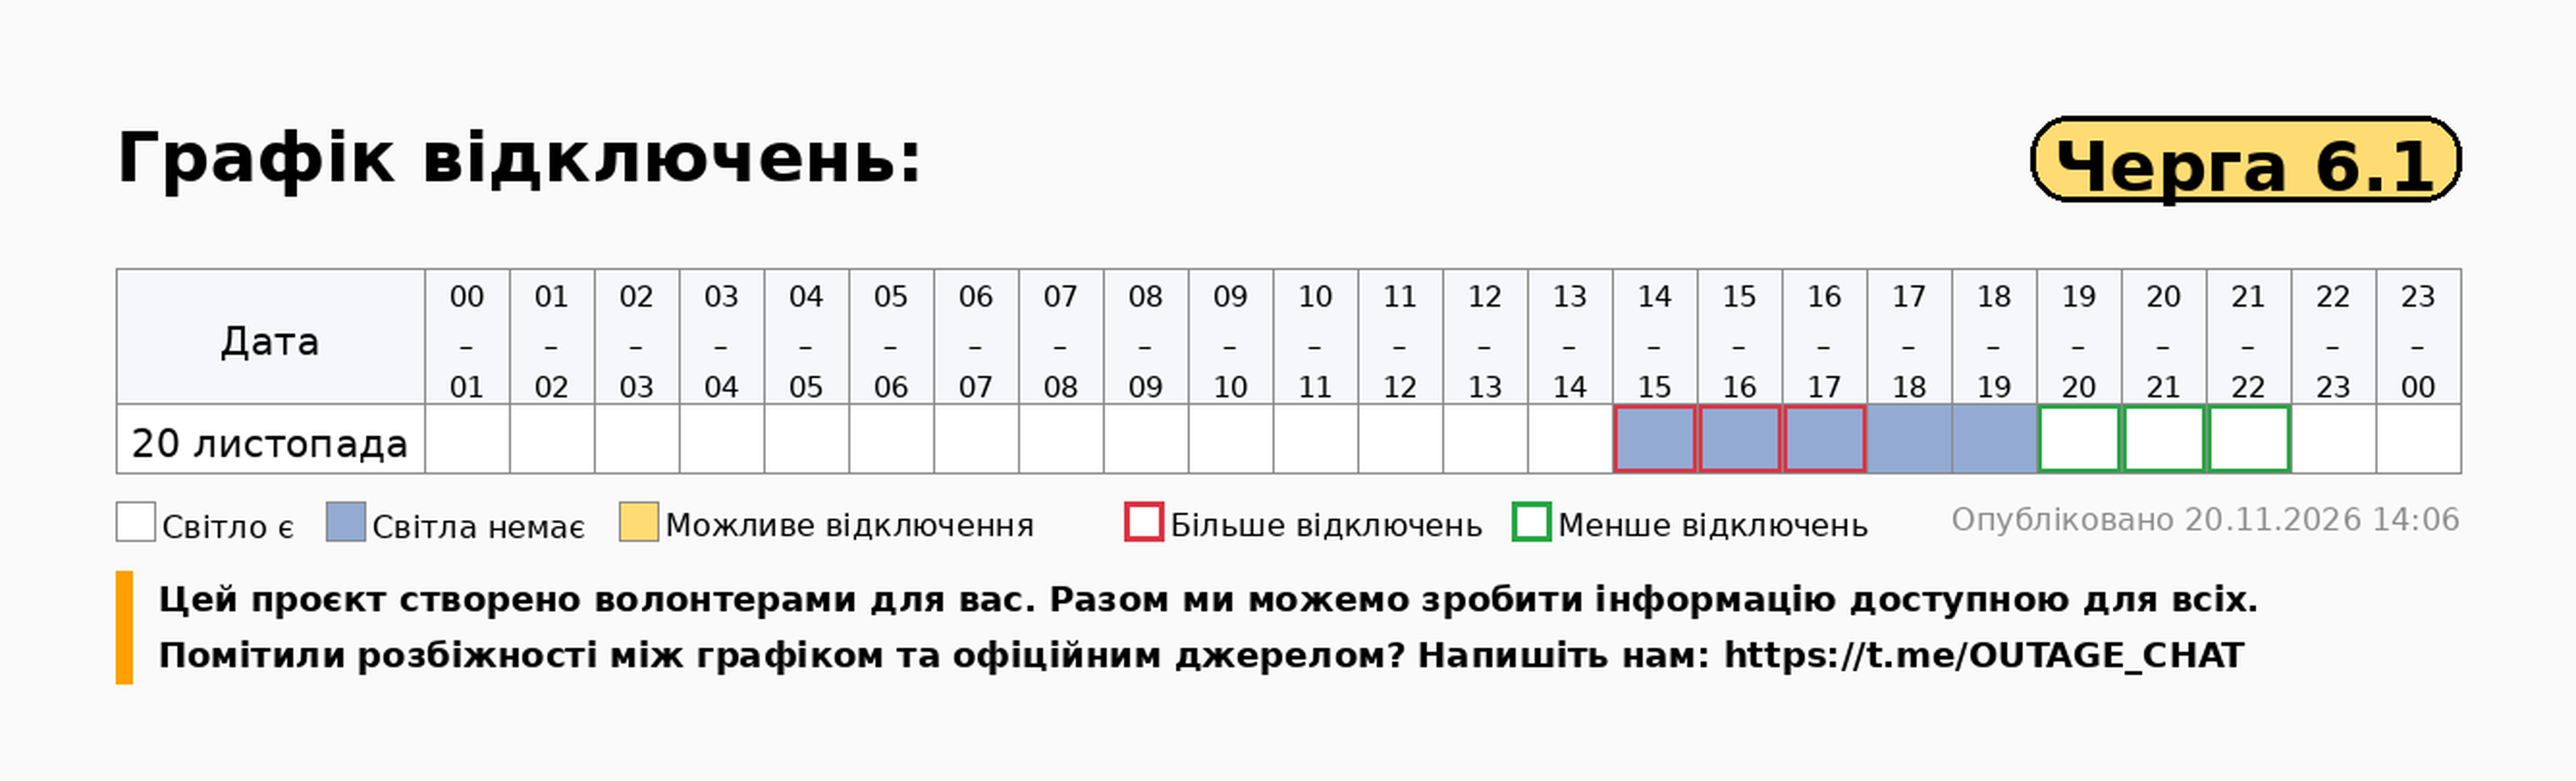 Графік відключень:
Черга 6.1
Дата
00 – 01
01 – 02
02 – 03
03 – 04
04 – 05
05 – 06
06 – 07
07 – 08
08 – 09
09 – 10
10 – 11
11 – 12
12 – 13
13 – 14
14 – 15
15 – 16
16 – 17
17 – 18
18 – 19
19 – 20
20 – 21
21 – 22
22 – 23
23 – 00
20 листопада
Світло є
Світла немає
Можливе відключення
Більше відключень
Менше відключень
Опубліковано 20.11.2026 14:06
Цей проєкт створено волонтерами для вас. Разом ми можемо зробити інформацію доступною для всіх.
Помітили розбіжності між графіком та офіційним джерелом? Напишіть нам: https://t.me/OUTAGE_CHAT